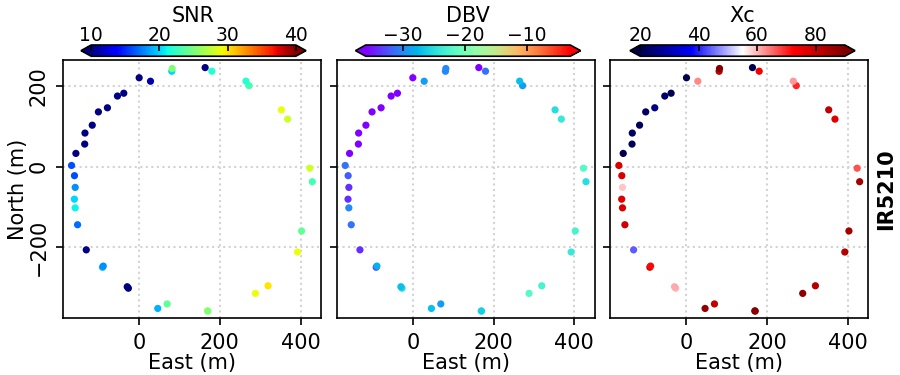 SNR DBV Xc
10 20 30 40 −30 −20 −10 20 40 60 80
200
0
−200
North (m)
0 200 400 0 200 400 0 200 400
East (m) East (m) East (m)
IR5210